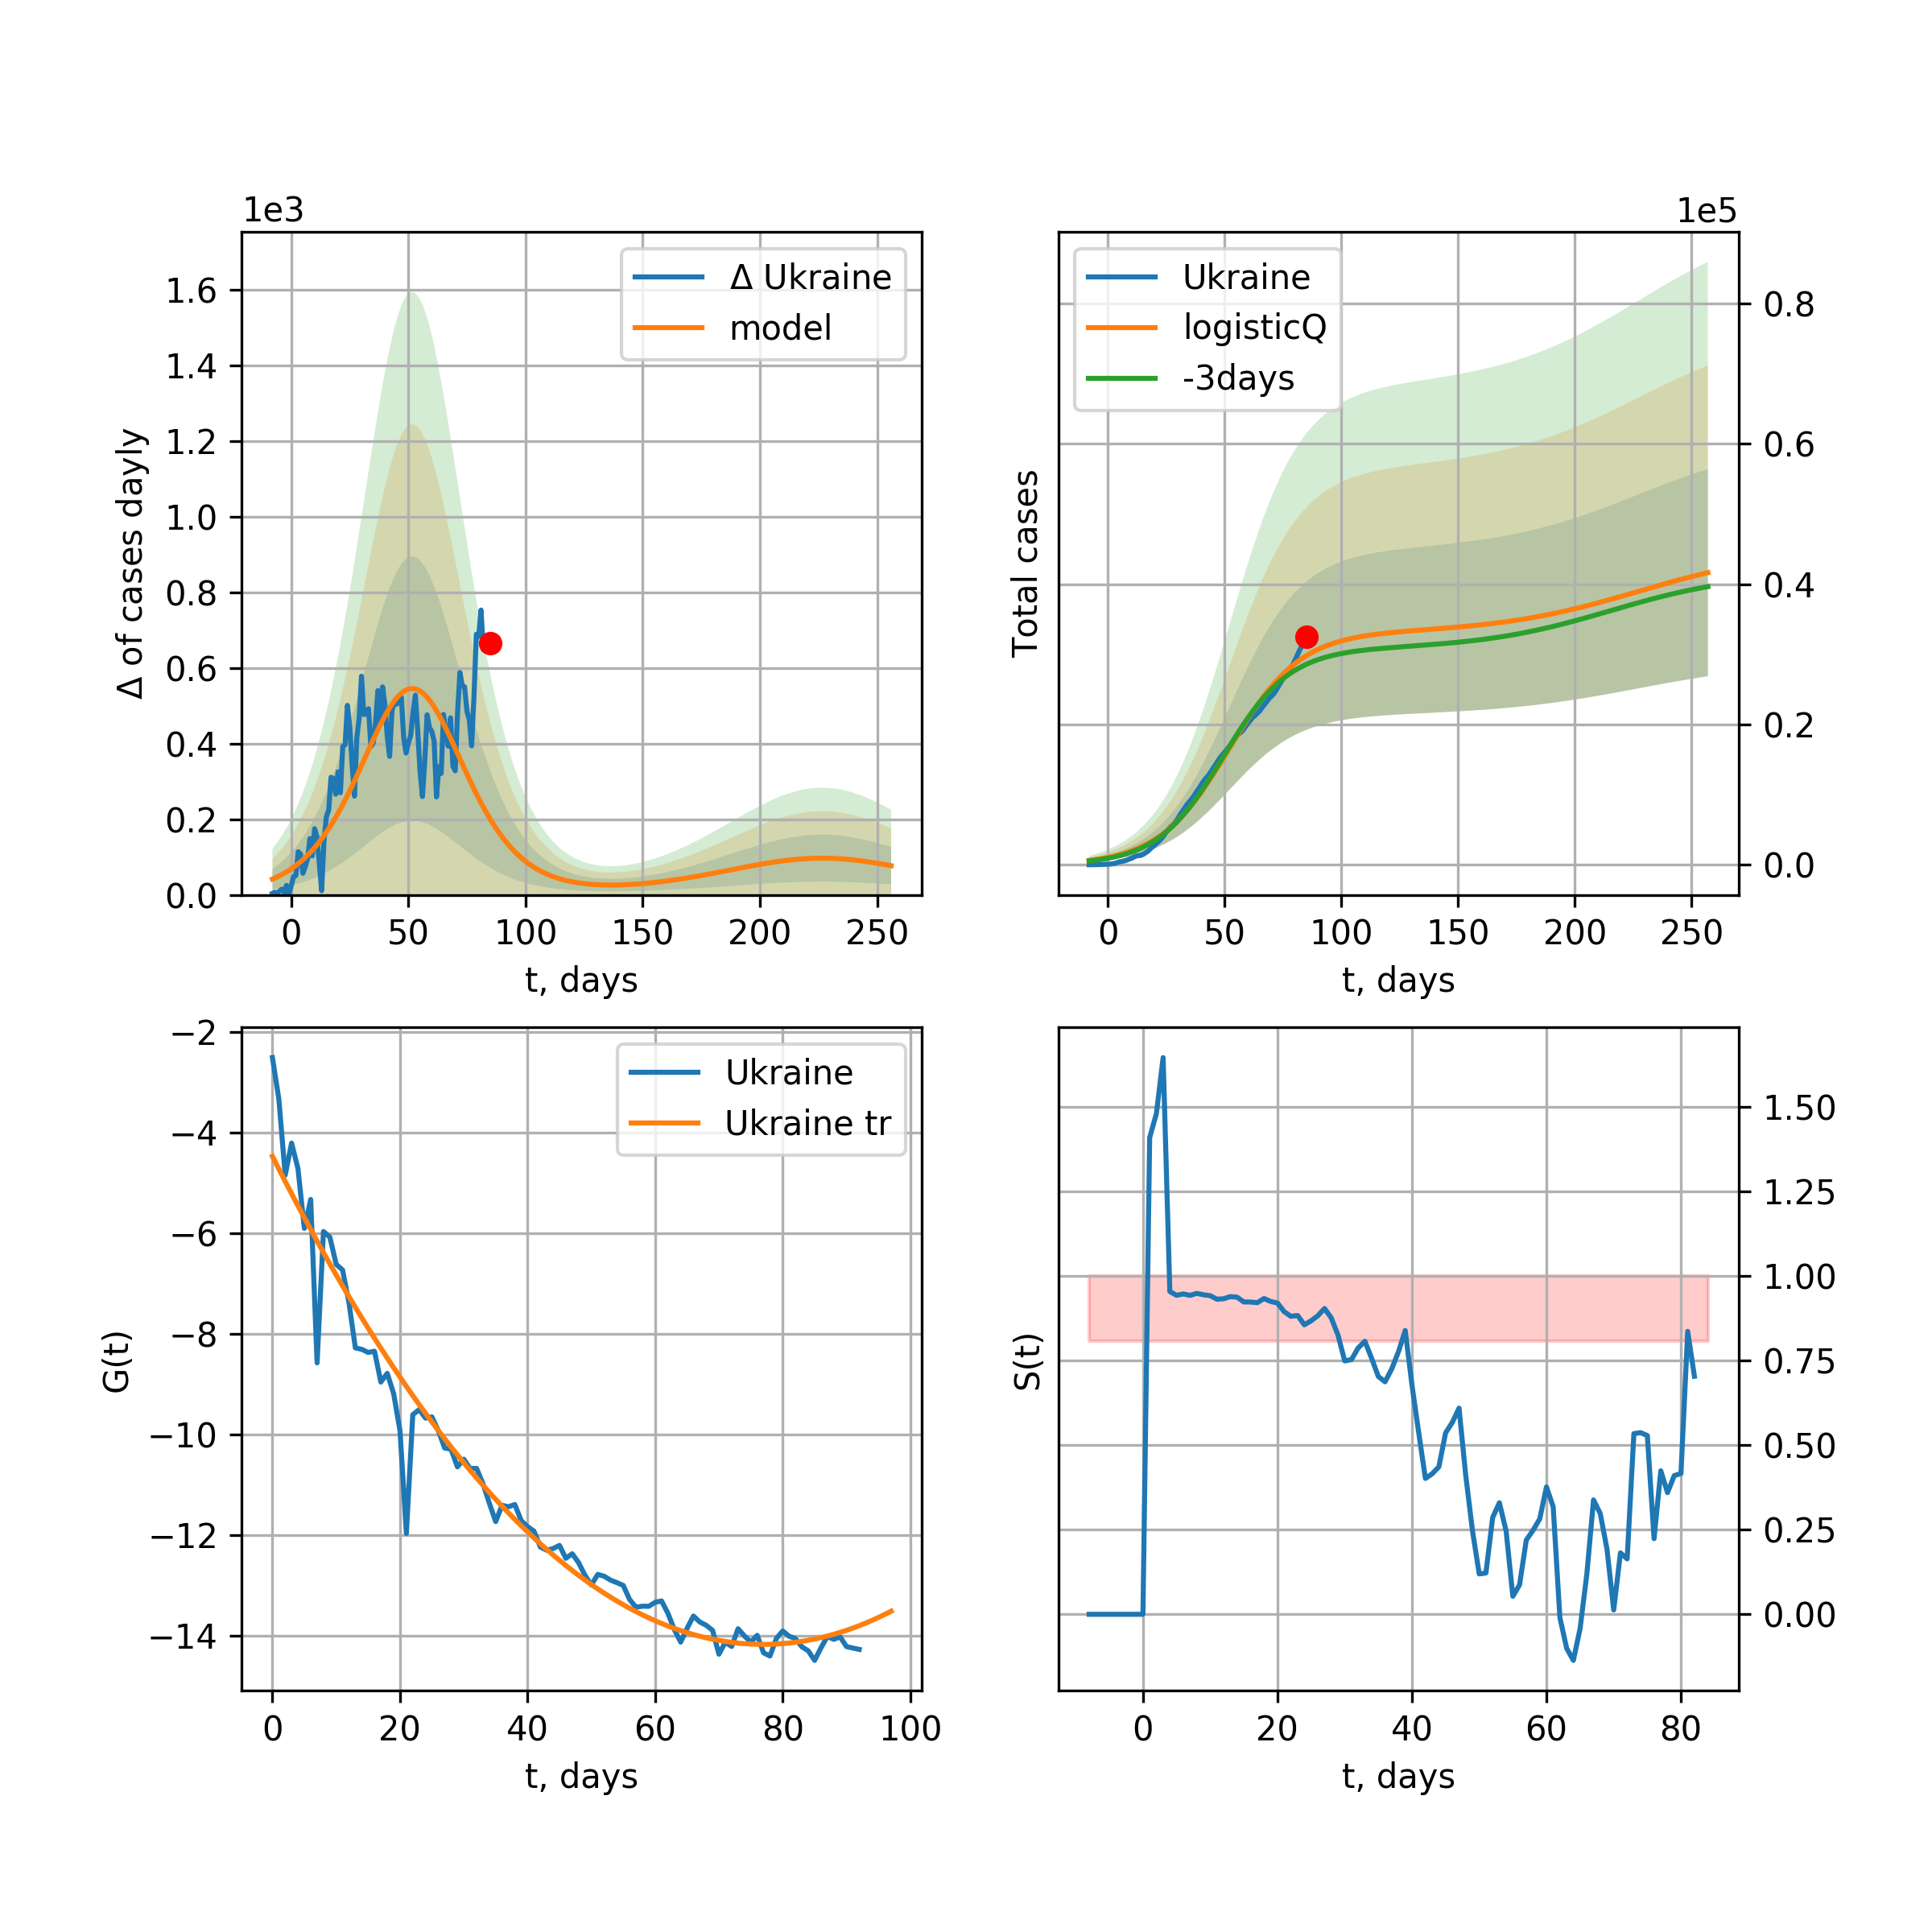 1e3
Δ of cases dayly
1.6
1.4
1.2
1.0
0.8
0.6
0.4
0.2
0.0
Δ Ukraine
model
0 50 100 150 200 250
t, days
1e5
Total cases
Ukraine
logisticQ
-3days
0.8
0.6
0.4
0.2
0.0
0 50 100 150 200 250
t, days
G(t)
−2
−4
−6
−8
−10
−12
−14
Ukraine
Ukraine tr
0 20 40 60 80 100
t, days
S(t)
1.50
1.25
1.00
0.75
0.50
0.25
0.00
0 20 40 60 80
t, days